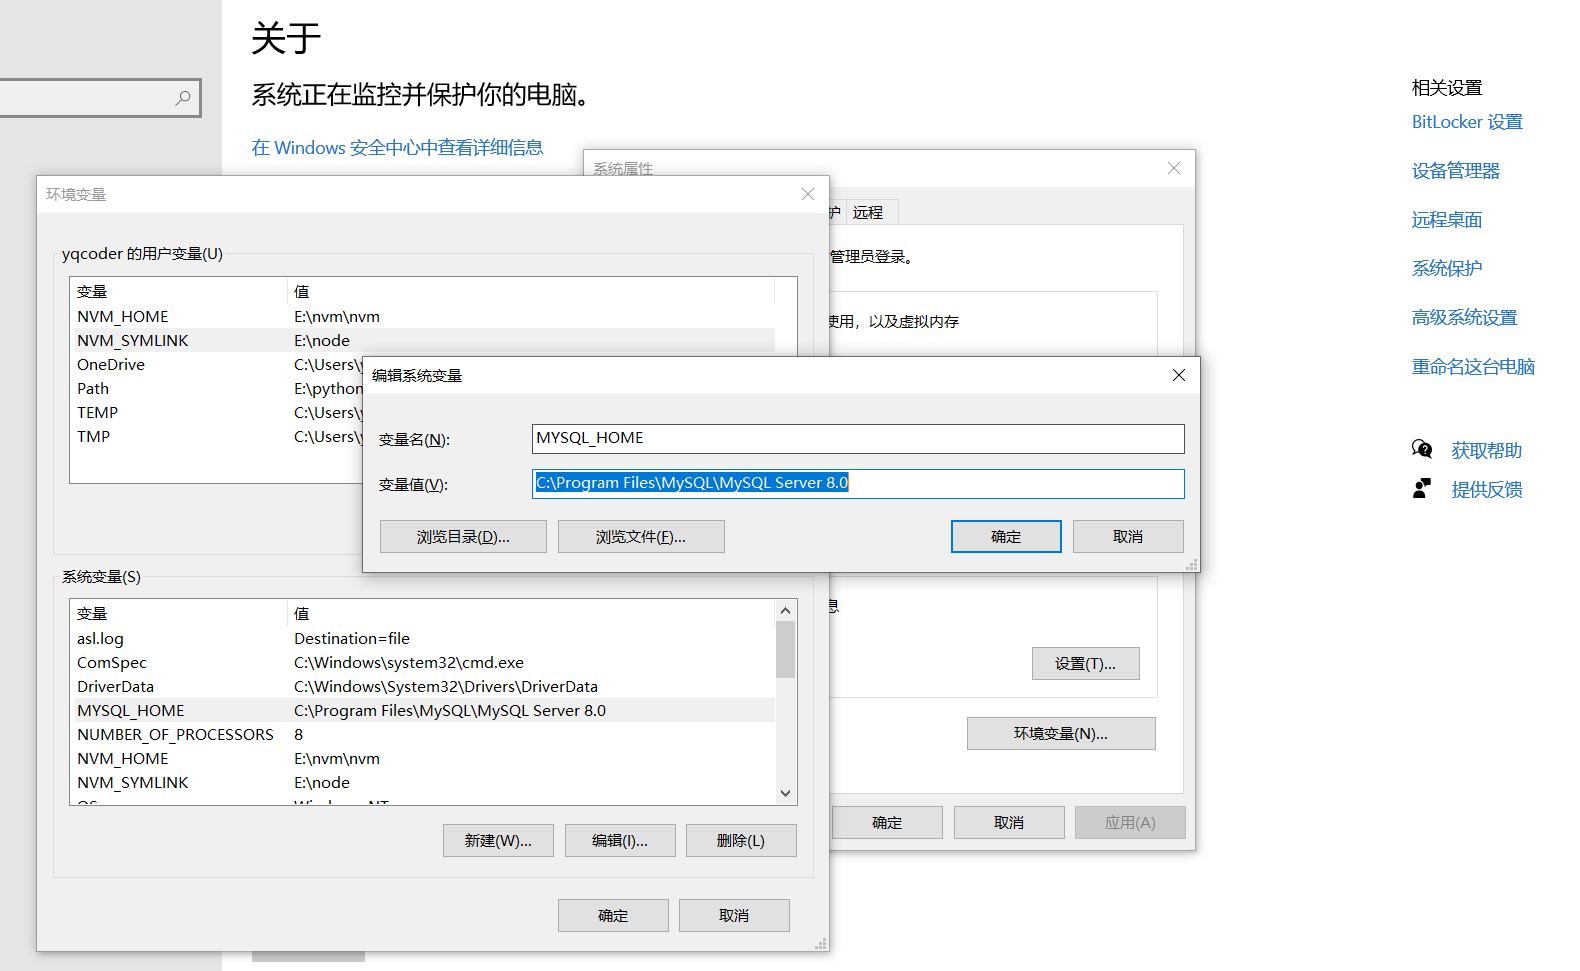 关于
系统正在监控并保护你的电脑。
在 Windows 安全中心中查看详细信息
相关设置
BitLocker 设置
设备管理器
远程桌面
系统保护
高级系统设置
重命名这台电脑
获取帮助
提供反馈
系统属性
远程
管理员登录。
使用，以及虚拟内存
设置(T)...
环境变量(N)...
确定
取消
应用(A)
环境变量
yqcoder 的用户变量(U)
变量 值
NVM_HOME E:\nvm\nvm
NVM_SYMLINK E:\node
OneDrive C:\Users\
Path E:\python
TEMP C:\Users\
TMP C:\Users\
编辑系统变量
变量名(N): MYSQL_HOME
变量值(V): C:\Program Files\MySQL\MySQL Server 8.0
浏览目录(D)... 浏览文件(F)... 确定 取消
系统变量(S)
变量 值
asl.log Destination=file
ComSpec C:\Windows\system32\cmd.exe
DriverData C:\Windows\System32\Drivers\DriverData
MYSQL_HOME C:\Program Files\MySQL\MySQL Server 8.0
NUMBER_OF_PROCESSORS 8
NVM_HOME E:\nvm\nvm
NVM_SYMLINK E:\node
新建(W)... 编辑(I)... 删除(L)
确定 取消